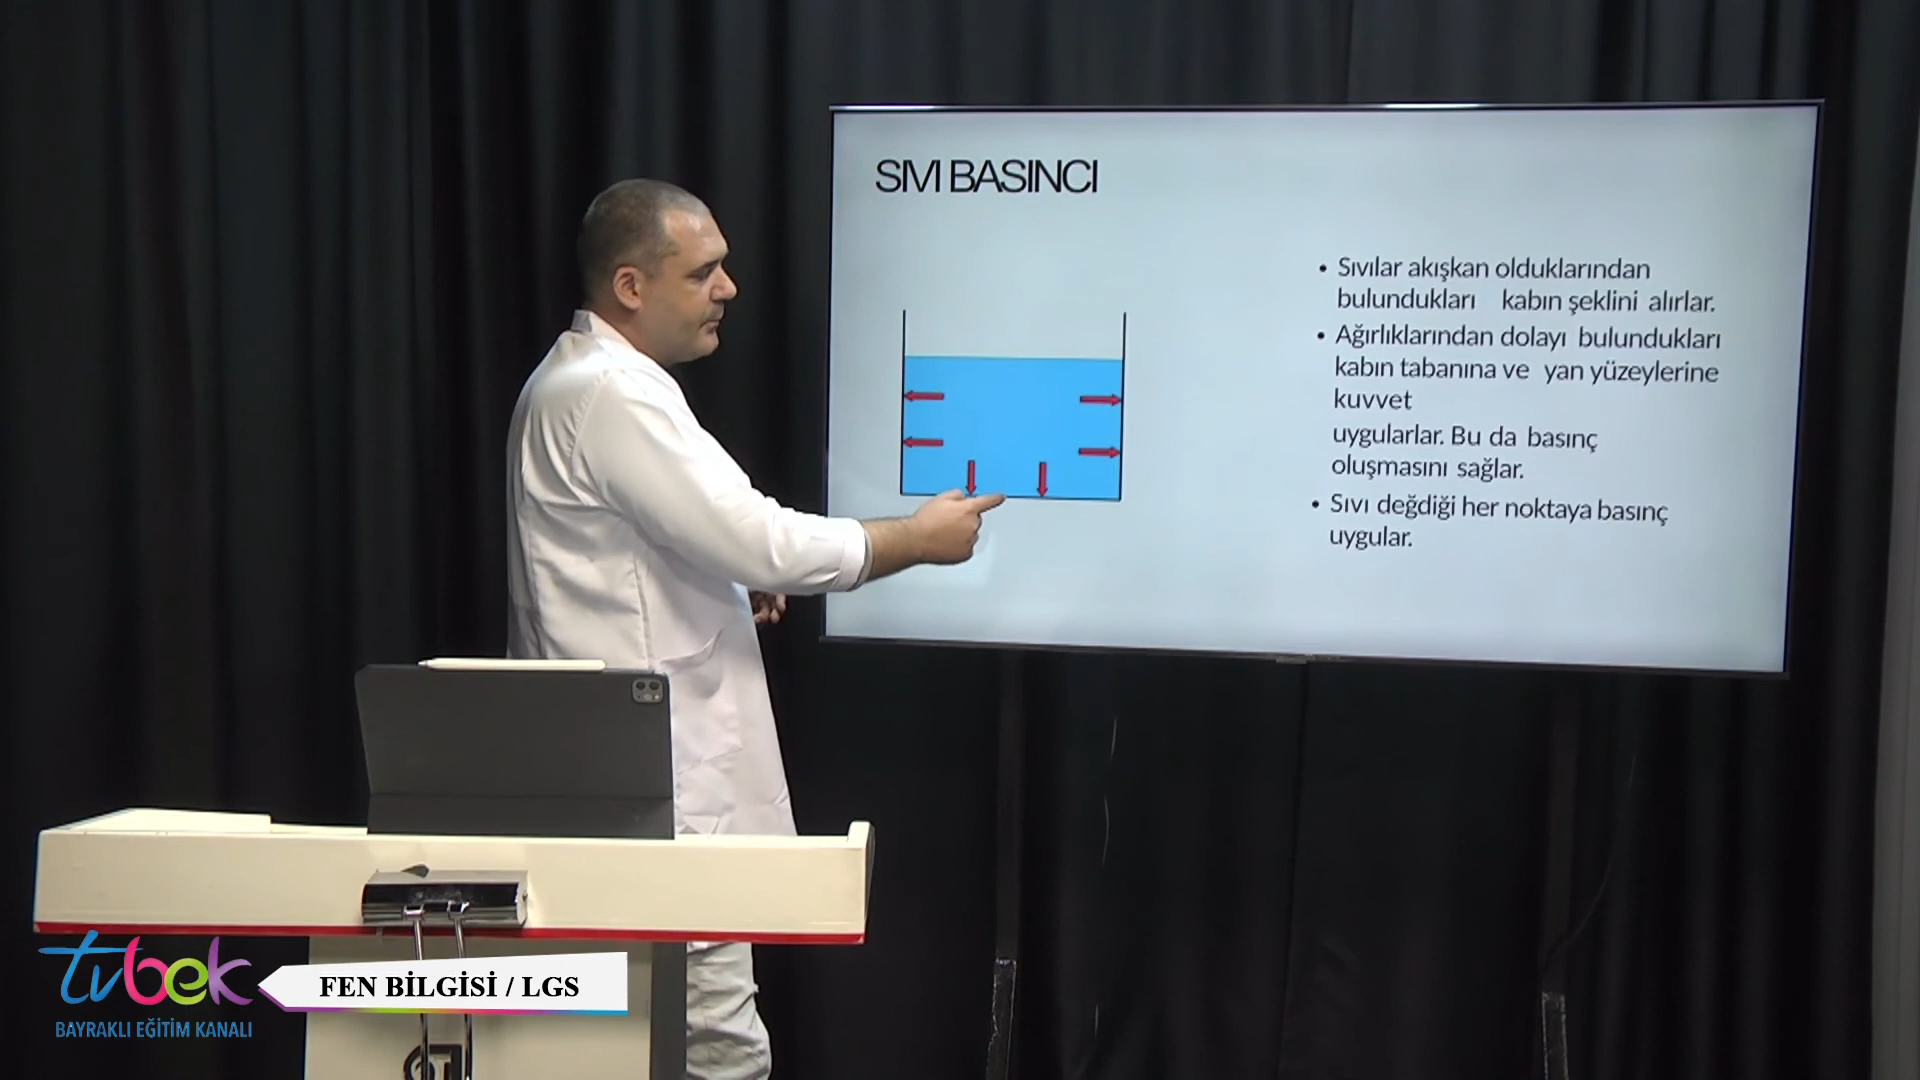 SIVI BASINCI
• Sıvılar akışkan olduklarından
bulundukları kabın şeklini alırlar.
• Ağırlıklarından dolayı bulundukları
kabın tabanına ve yan yüzeylerine
kuvvet
uygularlar. Bu da basınç
oluşmasını sağlar.
• Sıvı değdiği her noktaya basınç
uygular.
tvbek
BAYRAKLI EĞİTİM KANALI
FEN BİLGİSİ / LGS